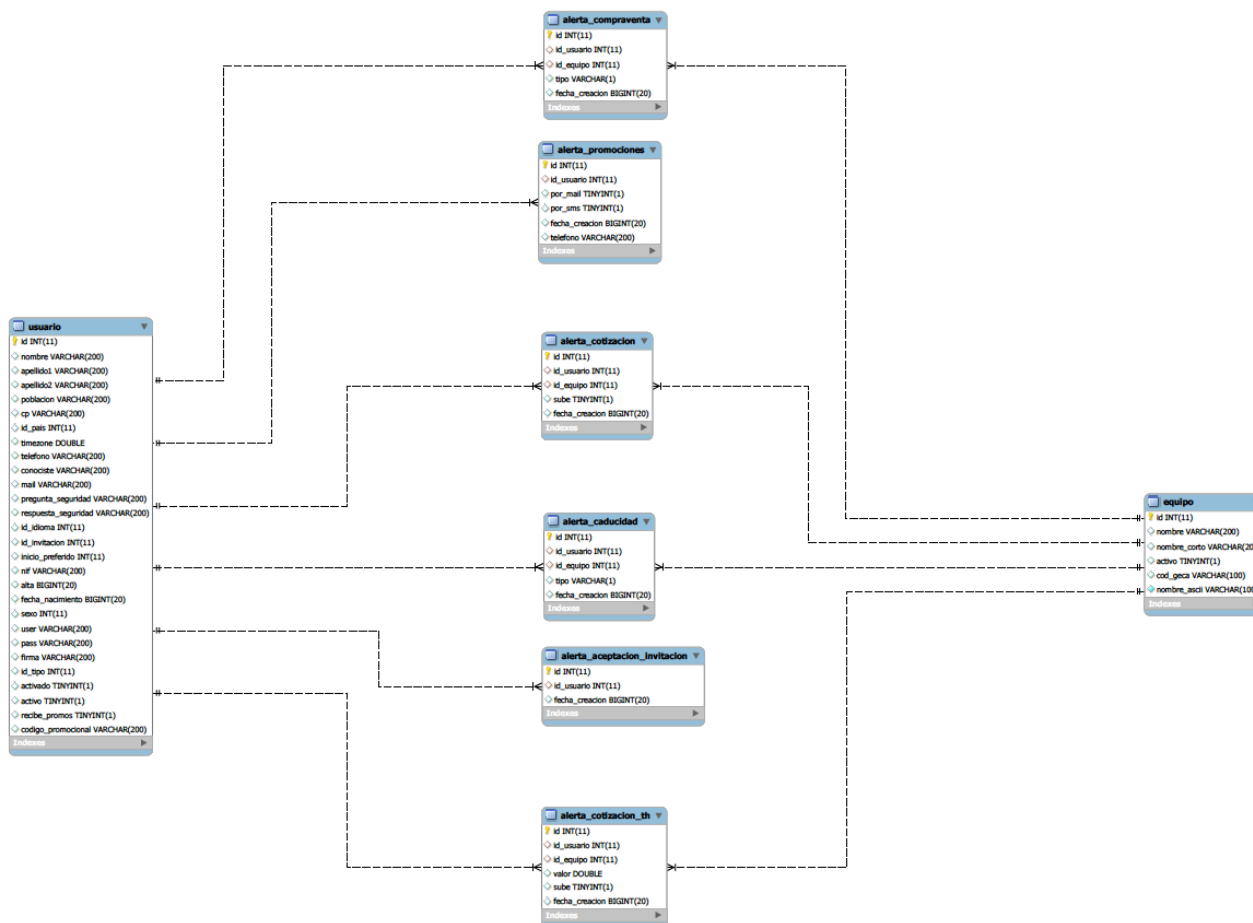 alerta_compraventa
id INT(11)
id_usuario INT(11)
id_equipo INT(11)
tipo VARCHAR(1)
fecha_creacion BIGINT(20)
Indexes
alerta_promociones
id INT(11)
id_usuario INT(11)
por_mail TINYINT(1)
por_sms TINYINT(1)
fecha_creacion BIGINT(20)
telefono VARCHAR(200)
Indexes
usuario
id INT(11)
nombre VARCHAR(200)
apellido1 VARCHAR(200)
apellido2 VARCHAR(200)
poblacion VARCHAR(200)
cp VARCHAR(200)
id_pais INT(11)
timezone DOUBLE
telefono VARCHAR(200)
conociste VARCHAR(200)
mail VARCHAR(200)
pregunta_seguridad VARCHAR(200)
respuesta_seguridad VARCHAR(200)
id_idioma INT(11)
id_invitacion INT(11)
inicio_preferido INT(11)
nif VARCHAR(200)
alta BIGINT(20)
fecha_nacimiento BIGINT(20)
sexo INT(11)
user VARCHAR(200)
pass VARCHAR(200)
firma VARCHAR(200)
id_tipo INT(11)
activado TINYINT(1)
activo TINYINT(1)
recibe_promos TINYINT(1)
codigo_promocional VARCHAR(200)
Indexes
alerta_cotizacion
id INT(11)
id_usuario INT(11)
id_equipo INT(11)
sube TINYINT(1)
fecha_creacion BIGINT(20)
Indexes
alerta_caducidad
id INT(11)
id_usuario INT(11)
id_equipo INT(11)
tipo VARCHAR(1)
fecha_creacion BIGINT(20)
Indexes
equipo
id INT(11)
nombre VARCHAR(200)
nombre_corto VARCHAR(20
activo TINYINT(1)
cod_geca VARCHAR(100)
nombre_ascii VARCHAR(100
Indexes
alerta_aceptacion_invitacion
id INT(11)
id_usuario INT(11)
fecha_creacion BIGINT(20)
Indexes
alerta_cotizacion_th
id INT(11)
id_usuario INT(11)
id_equipo INT(11)
valor DOUBLE
sube TINYINT(1)
fecha_creacion BIGINT(20)
Indexes